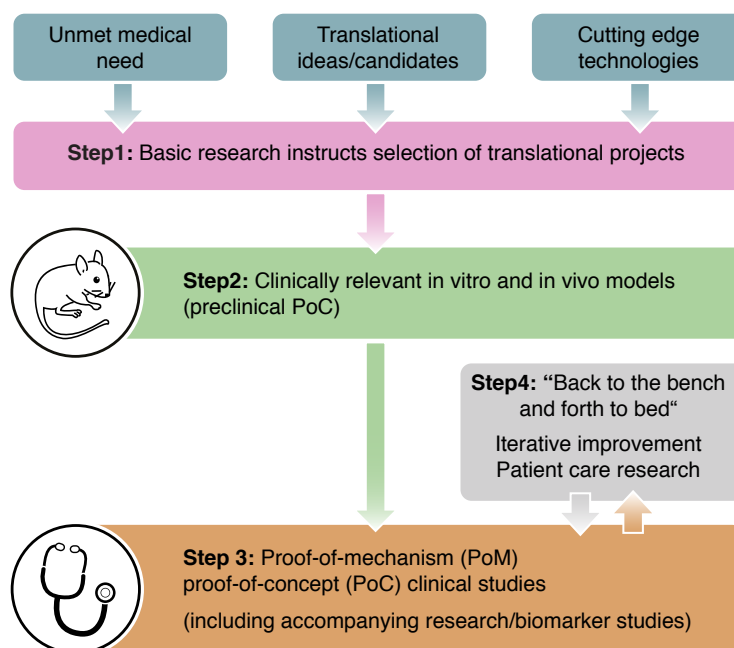 Unmet medical
need
Translational
ideas/candidates
Cutting edge
technologies
Step1: Basic research instructs selection of translational projects
Step2: Clinically relevant in vitro and in vivo models
(preclinical PoC)
Step4: “Back to the bench
and forth to bed“
Iterative improvement
Patient care research
Step 3: Proof-of-mechanism (PoM)
proof-of-concept (PoC) clinical studies
(including accompanying research/biomarker studies)